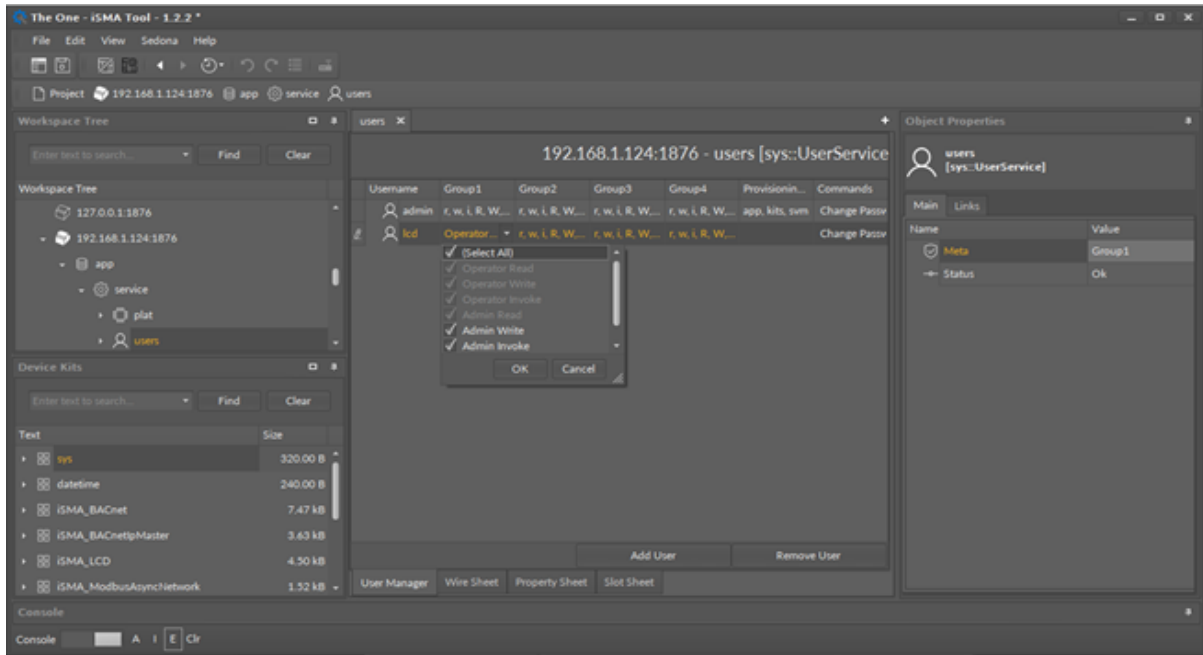 The One - iSMA Tool - 1.2.2 *
File Edit View Sedona Help
Project 192.168.1.124:1876 app service users
Workspace Tree
Enter text to search... Find Clear
Workspace Tree
127.0.0.1:1876
192.168.1.124:1876
app
service
plat
users
Device Kits
Enter text to search... Find Clear
Text Size
sys 320.00 B
datetime 240.00 B
iSMA_BACnet 7.47 kB
iSMA_BACnetIpMaster 3.63 kB
iSMA_LCD 4.50 kB
iSMA_ModbusAsyncNetwork 1.52 kB
users
192.168.1.124:1876 - users [sys::UserService
Username Group1 Group2 Group3 Group4 Provisionin... Commands
admin r, w, i, R, W,... r, w, i, R, W,... r, w, i, R, W,... r, w, i, R, W,... app, kits, svm Change Passw
lcd Operator... r, w, i, R, W,... r, w, i, R, W,... r, w, i, R, W,... Change Passw
(Select All)
Operator Read
Operator Write
Operator Invoke
Admin Read
Admin Write
Admin Invoke
OK Cancel
Add User Remove User
User Manager Wire Sheet Property Sheet Slot Sheet
Object Properties
users
[sys::UserService]
Main Links
Name Value
Meta Group1
Status Ok
Console
Console A I E Clr